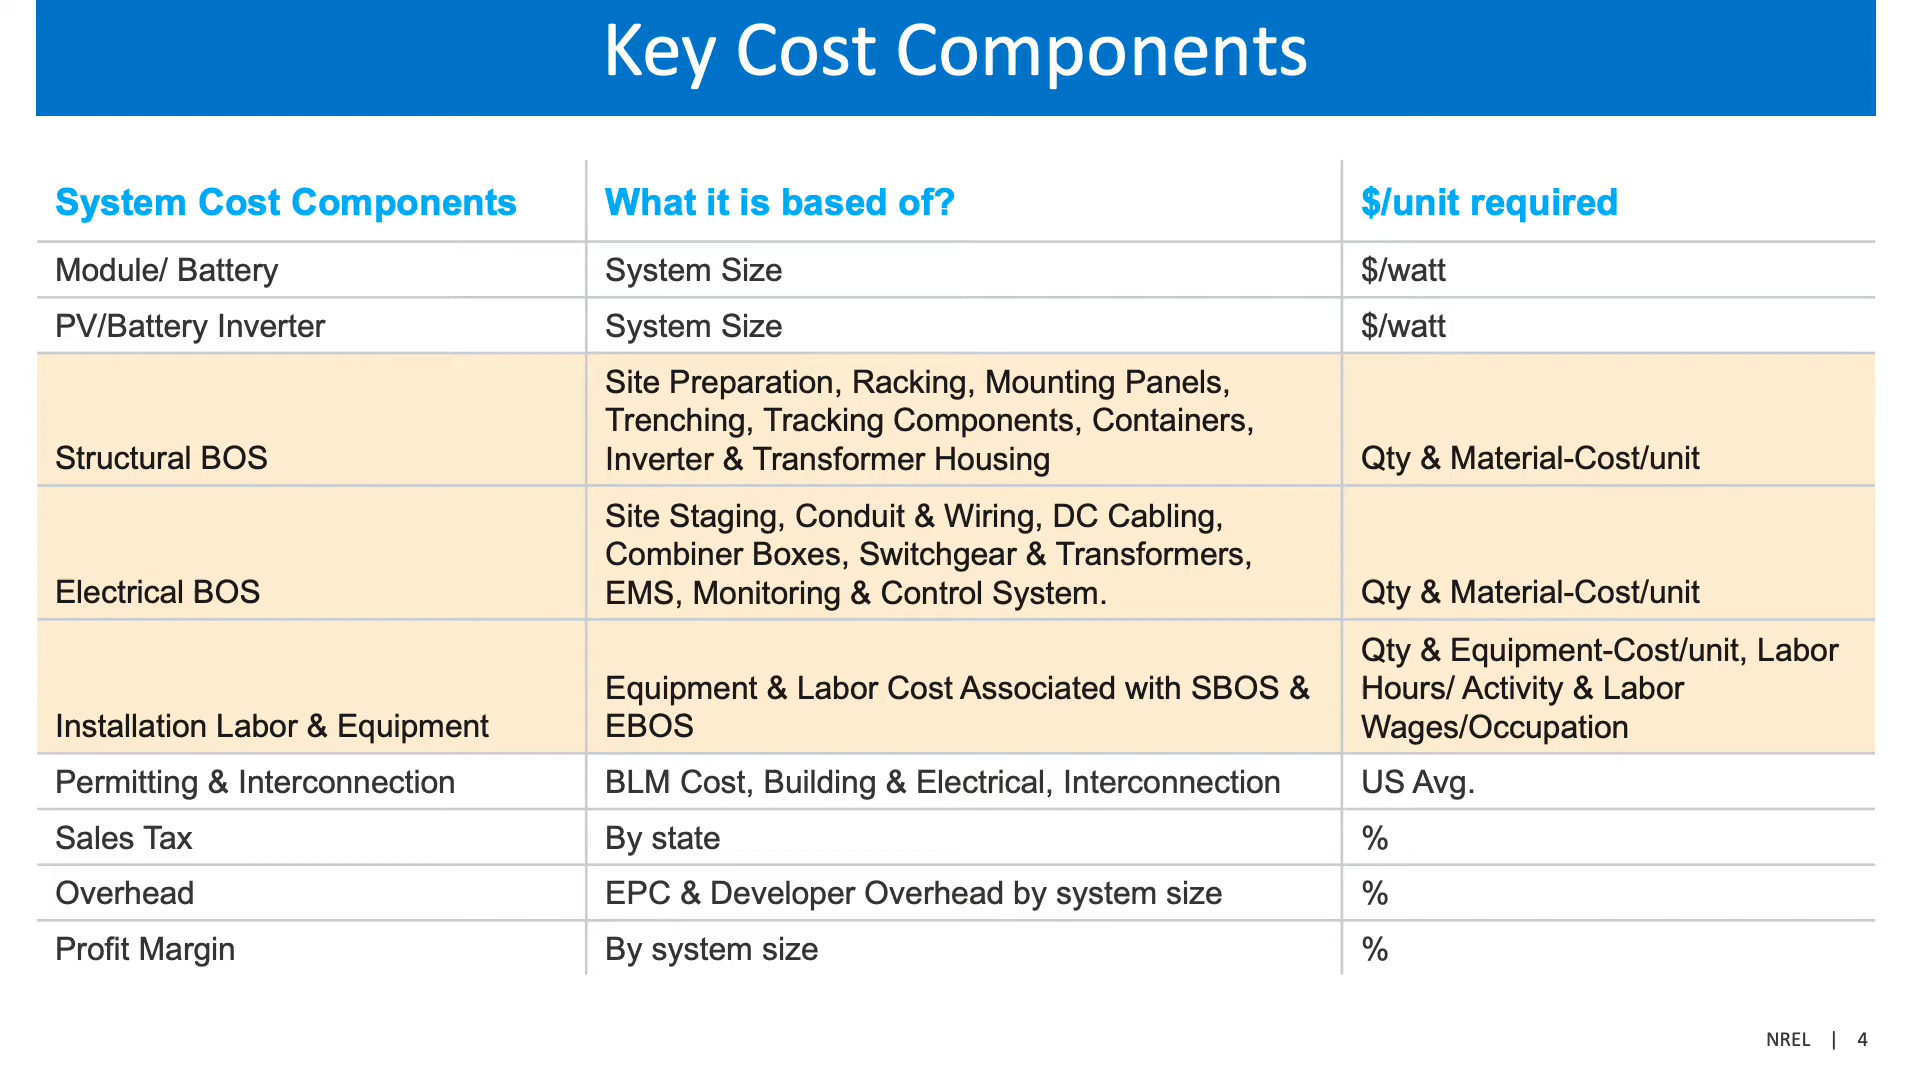 Key Cost Components
System Cost Components
What it is based of?
$/unit required
Module/ Battery
System Size
$/watt
PV/Battery Inverter
System Size
$/watt
Structural BOS
Site Preparation, Racking, Mounting Panels,
Trenching, Tracking Components, Containers,
Inverter & Transformer Housing
Qty & Material-Cost/unit
Electrical BOS
Site Staging, Conduit & Wiring, DC Cabling,
Combiner Boxes, Switchgear & Transformers,
EMS, Monitoring & Control System.
Qty & Material-Cost/unit
Installation Labor & Equipment
Equipment & Labor Cost Associated with SBOS &
EBOS
Qty & Equipment-Cost/unit, Labor
Hours/ Activity & Labor
Wages/Occupation
Permitting & Interconnection
BLM Cost, Building & Electrical, Interconnection
US Avg.
Sales Tax
By state
%
Overhead
EPC & Developer Overhead by system size
%
Profit Margin
By system size
%
NREL | 4